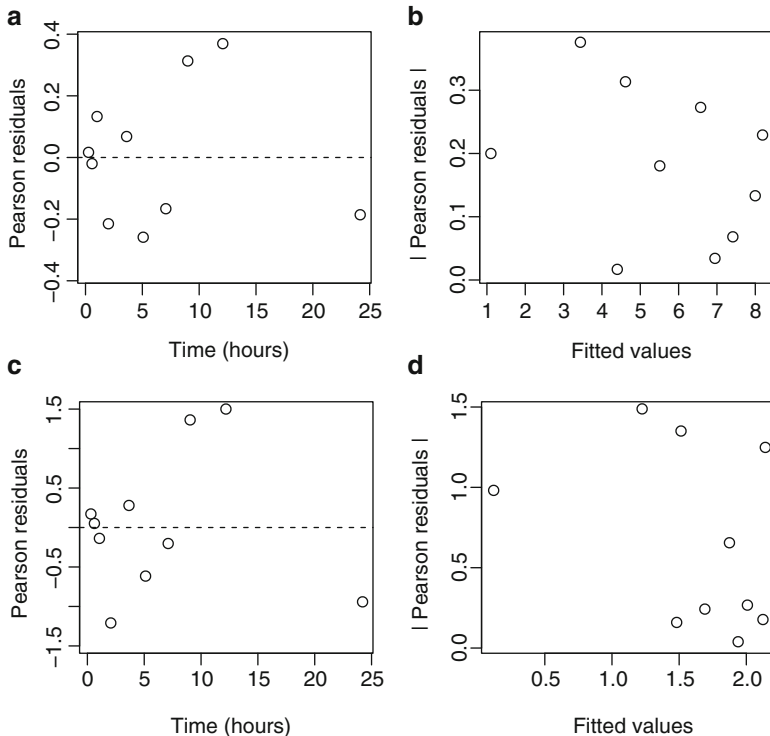 a
Pearson residuals
0.4
0.2
0.0
−0.2
−0.4
0 5 10 15 20 25
Time (hours)
b
| Pearson residuals |
0.3
0.2
0.1
0.0
1 2 3 4 5 6 7 8
Fitted values
c
Pearson residuals
1.5
0.5
−0.5
−1.5
0 5 10 15 20 25
Time (hours)
d
| Pearson residuals |
1.5
1.0
0.5
0.0
0.5 1.0 1.5 2.0
Fitted values